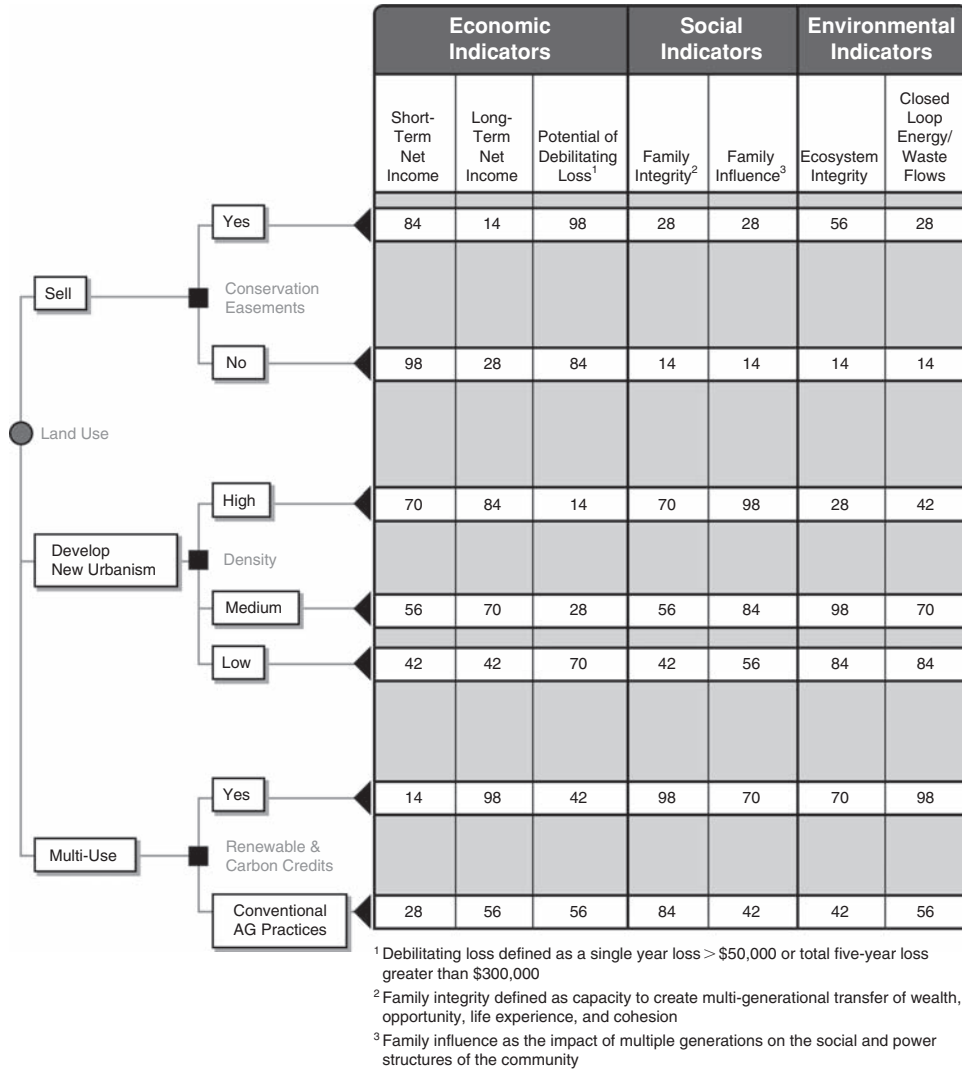 Economic
Indicators
Social
Indicators
Environmental
Indicators
Short-
Term
Net
Income
Long-
Term
Net
Income
Potential of
Debilitating
Loss1
Family
Integrity2
Family
Influence3
Ecosystem
Integrity
Closed
Loop
Energy/
Waste
Flows
Yes 84 14 98 28 28 56 28
Sell
Conservation
Easements
No 98 28 84 14 14 14 14
Land Use
High 70 84 14 70 98 28 42
Develop
New Urbanism
Density
Medium 56 70 28 56 84 98 70
Low 42 42 70 42 56 84 84
Yes 14 98 42 98 70 70 98
Multi-Use
Renewable &
Carbon Credits
Conventional
AG Practices
28 56 56 84 42 42 56
1 Debilitating loss defined as a single year loss > $50,000 or total five-year loss
greater than $300,000
2 Family integrity defined as capacity to create multi-generational transfer of wealth,
opportunity, life experience, and cohesion
3 Family influence as the impact of multiple generations on the social and power
structures of the community